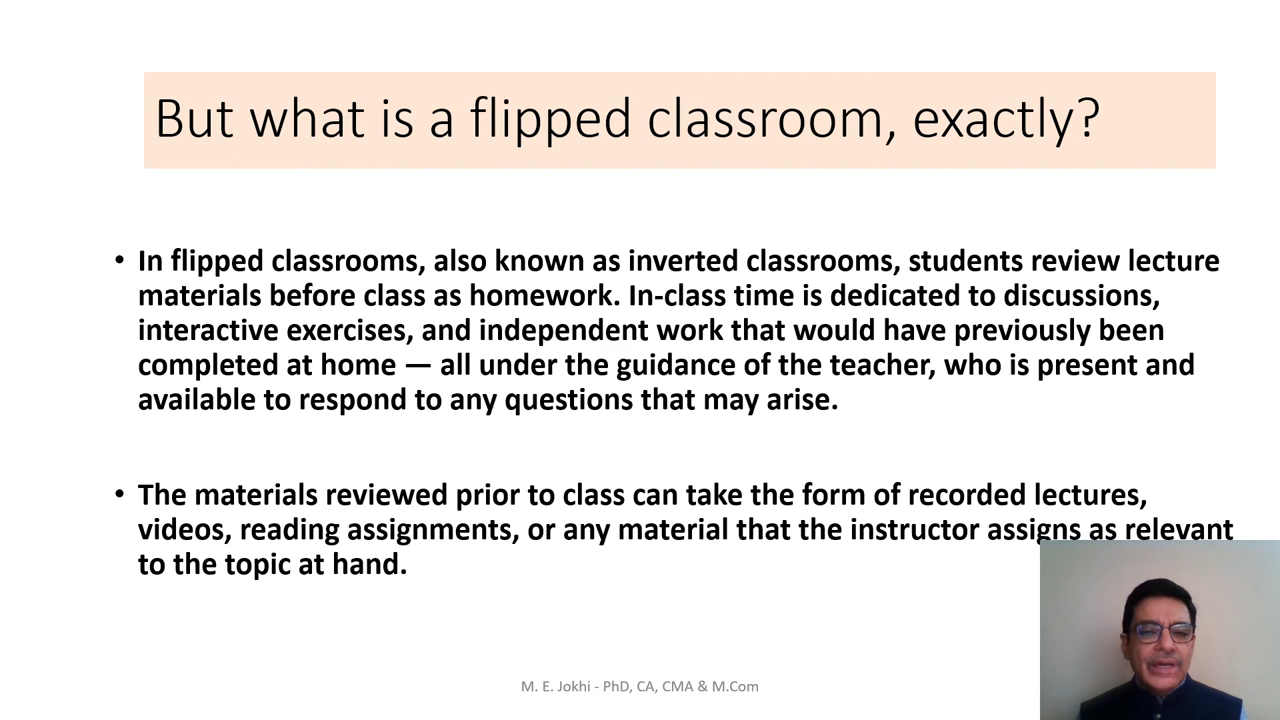 But what is a flipped classroom, exactly?
• In flipped classrooms, also known as inverted classrooms, students review lecture
materials before class as homework. In-class time is dedicated to discussions,
interactive exercises, and independent work that would have previously been
completed at home — all under the guidance of the teacher, who is present and
available to respond to any questions that may arise.
• The materials reviewed prior to class can take the form of recorded lectures,
videos, reading assignments, or any material that the instructor assigns as relevant
to the topic at hand.
M. E. Jokhi - PhD, CA, CMA & M.Com